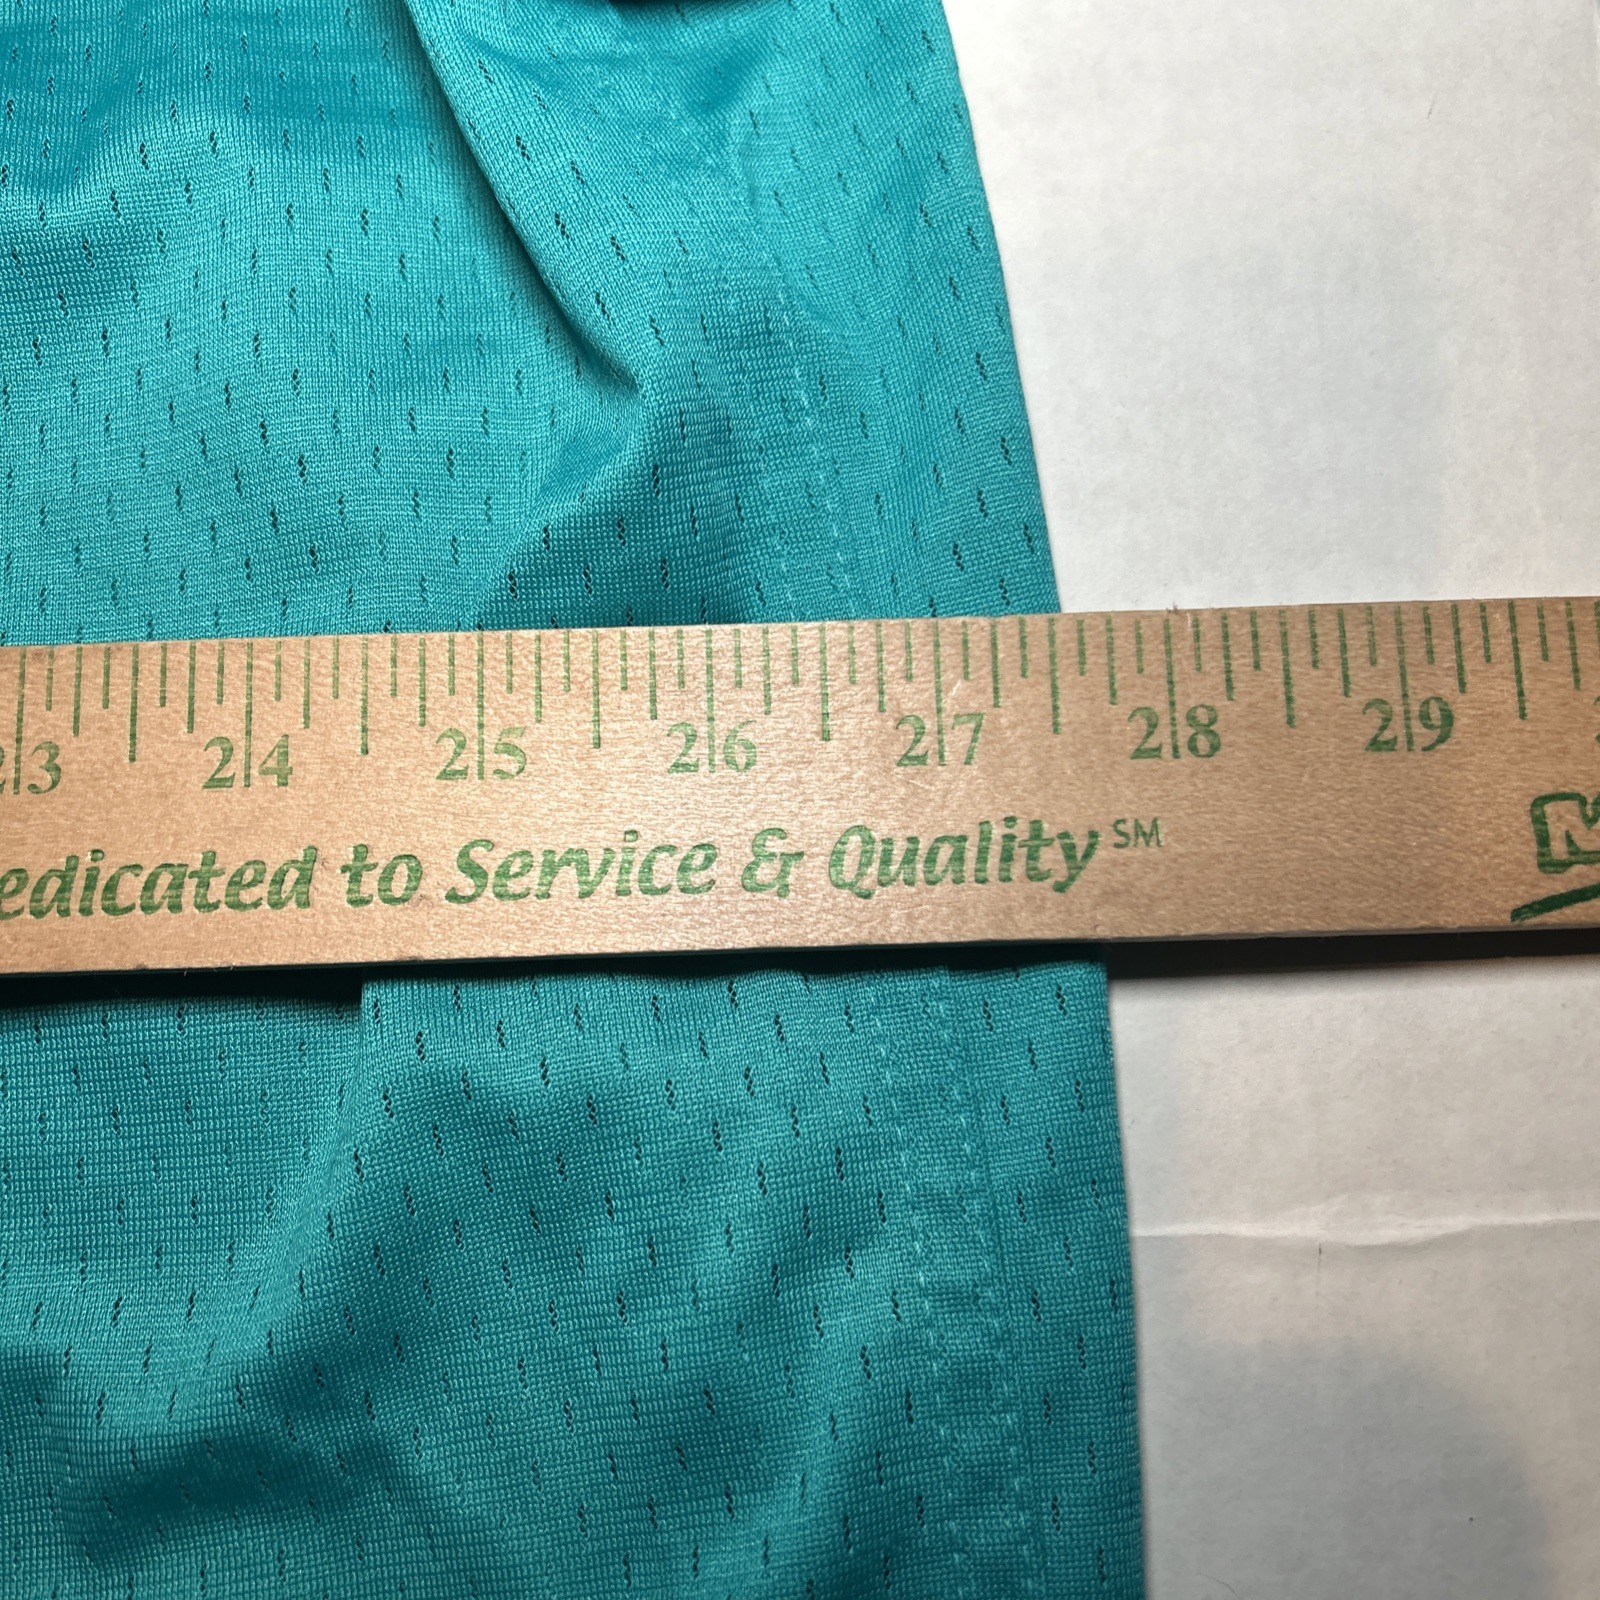 23 24 25 26 27 28 29
edicated to Service & Quality SM